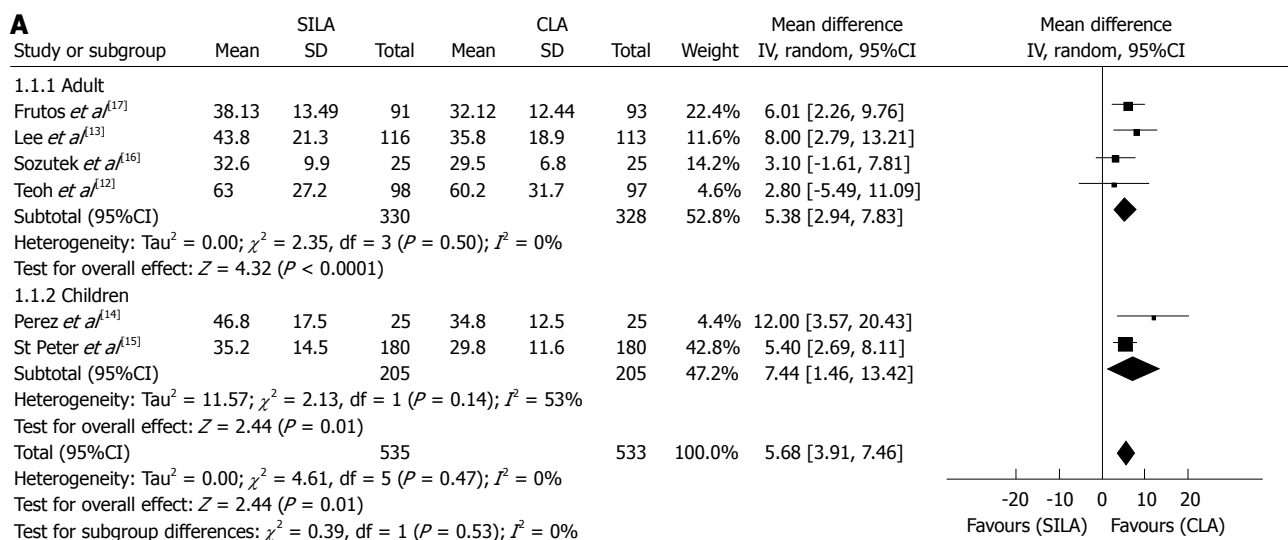 A
SILA CLA Mean difference Mean difference
Study or subgroup Mean SD Total Mean SD Total Weight IV, random, 95%CI IV, random, 95%CI
1.1.1 Adult
Frutos et al[17] 38.13 13.49 91 32.12 12.44 93 22.4% 6.01 [2.26, 9.76]
Lee et al[13] 43.8 21.3 116 35.8 18.9 113 11.6% 8.00 [2.79, 13.21]
Sozutek et al[16] 32.6 9.9 25 29.5 6.8 25 14.2% 3.10 [-1.61, 7.81]
Teoh et al[12] 63 27.2 98 60.2 31.7 97 4.6% 2.80 [-5.49, 11.09]
Subtotal (95%CI) 330 328 52.8% 5.38 [2.94, 7.83]
Heterogeneity: Tau² = 0.00; χ² = 2.35, df = 3 (P = 0.50); I² = 0%
Test for overall effect: Z = 4.32 (P < 0.0001)
1.1.2 Children
Perez et al[14] 46.8 17.5 25 34.8 12.5 25 4.4% 12.00 [3.57, 20.43]
St Peter et al[15] 35.2 14.5 180 29.8 11.6 180 42.8% 5.40 [2.69, 8.11]
Subtotal (95%CI) 205 205 47.2% 7.44 [1.46, 13.42]
Heterogeneity: Tau² = 11.57; χ² = 2.13, df = 1 (P = 0.14); I² = 53%
Test for overall effect: Z = 2.44 (P = 0.01)
Total (95%CI) 535 533 100.0% 5.68 [3.91, 7.46]
Heterogeneity: Tau² = 0.00; χ² = 4.61, df = 5 (P = 0.47); I² = 0%
Test for overall effect: Z = 2.44 (P = 0.01)
Test for subgroup differences: χ² = 0.39, df = 1 (P = 0.53); I² = 0%
-20 -10 0 10 20
Favours (SILA) Favours (CLA)